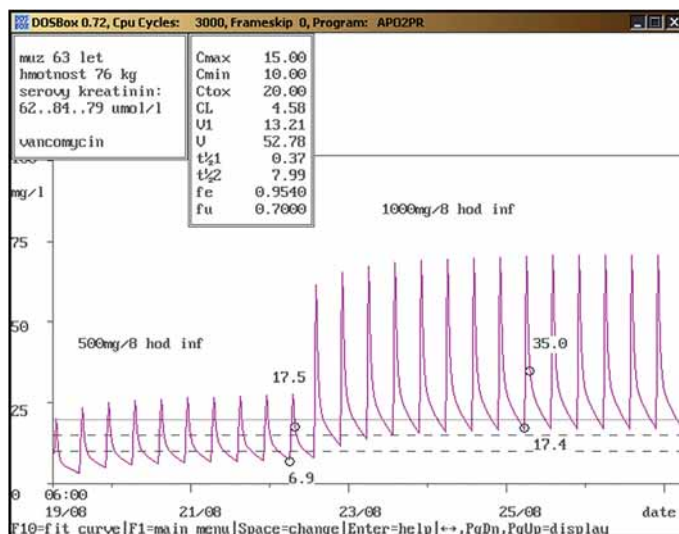 DOSBox 0.72, Cpu Cycles: 3000, Frameskip 0, Program: APO2PR
muz 63 let
hmotnost 76 kg
serovy kreatinin:
62..84..79 umol/l
vancomycin
Cmax 15.00
Cmin 10.00
Ctox 20.00
CL 4.58
V1 13.21
V 52.78
t½1 0.37
t½2 7.99
fe 0.9540
fu 0.7000
mg/l
1000mg/8 hod inf
75
50
500mg/8 hod inf
35.0
17.5
25
17.4
6.9
0 06:00
19/08 21/08 23/08 25/08 date
F10=fit curve|F1=main menu|Space=change|Enter=help|↔,PgDn,PgUp=display